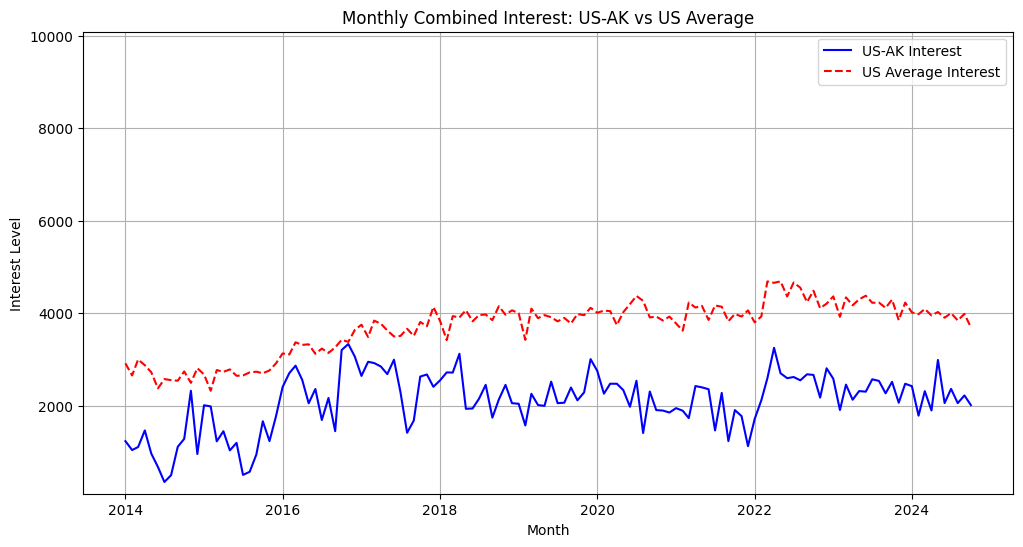 Monthly Combined Interest: US-AK vs US Average
US-AK Interest
US Average Interest
Interest Level
10000
8000
6000
4000
2000
2014
2016
2018
2020
2022
2024
Month